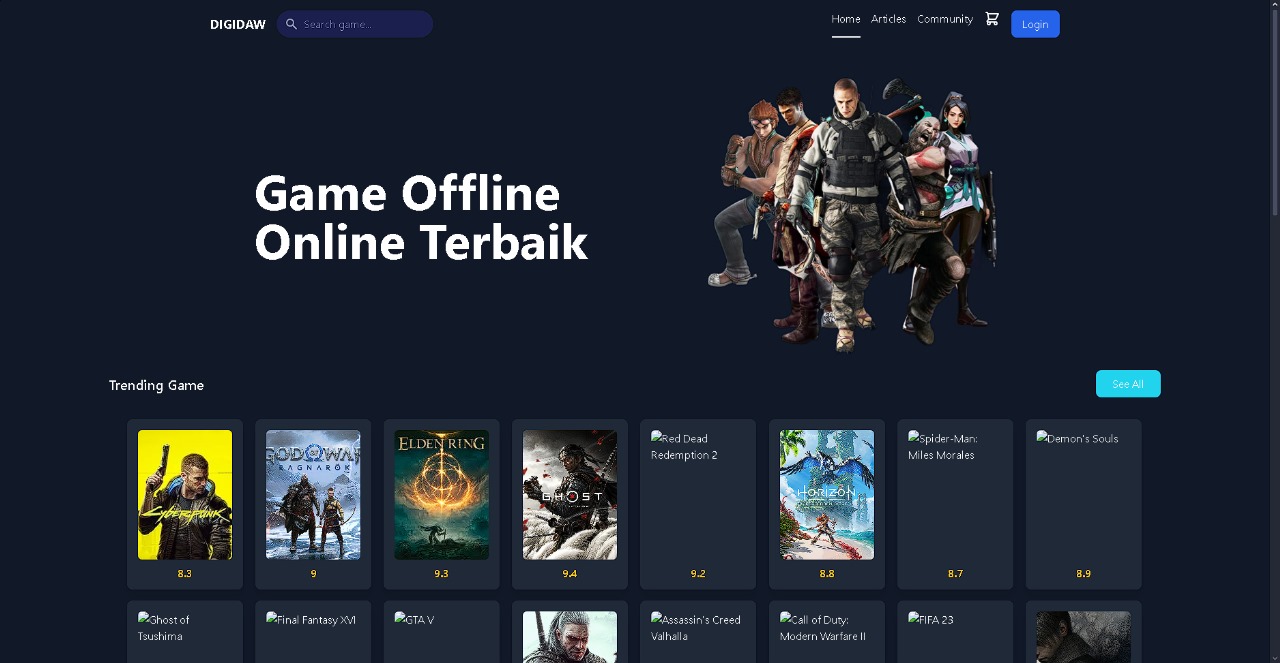 DIGIDAW
Search game...
Home Articles Community
Login
Game Offline
Online Terbaik
Trending Game
See All
Cyberpunk
GOD OF WAR
RAGNARÖK
ELDEN RING
GHOST
Red Dead
Redemption 2
HORIZON
Spider-Man:
Miles Morales
Demon's Souls
8.3
9
9.3
9.4
9.2
8.8
8.7
8.9
Ghost of
Tsushima
Final Fantasy XVI
GTA V
Assassin's Creed
Valhalla
Call of Duty:
Modern Warfare II
FIFA 23